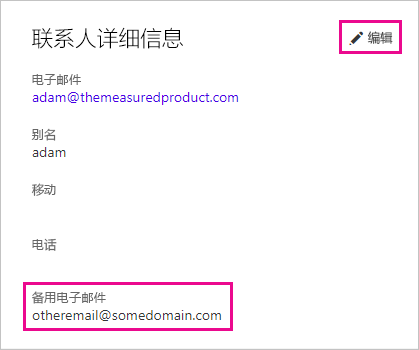 联系人详细信息
编辑
电子邮件
adam@themeasuredproduct.com
别名
adam
移动
电话
备用电子邮件
otheremail@somedomain.com